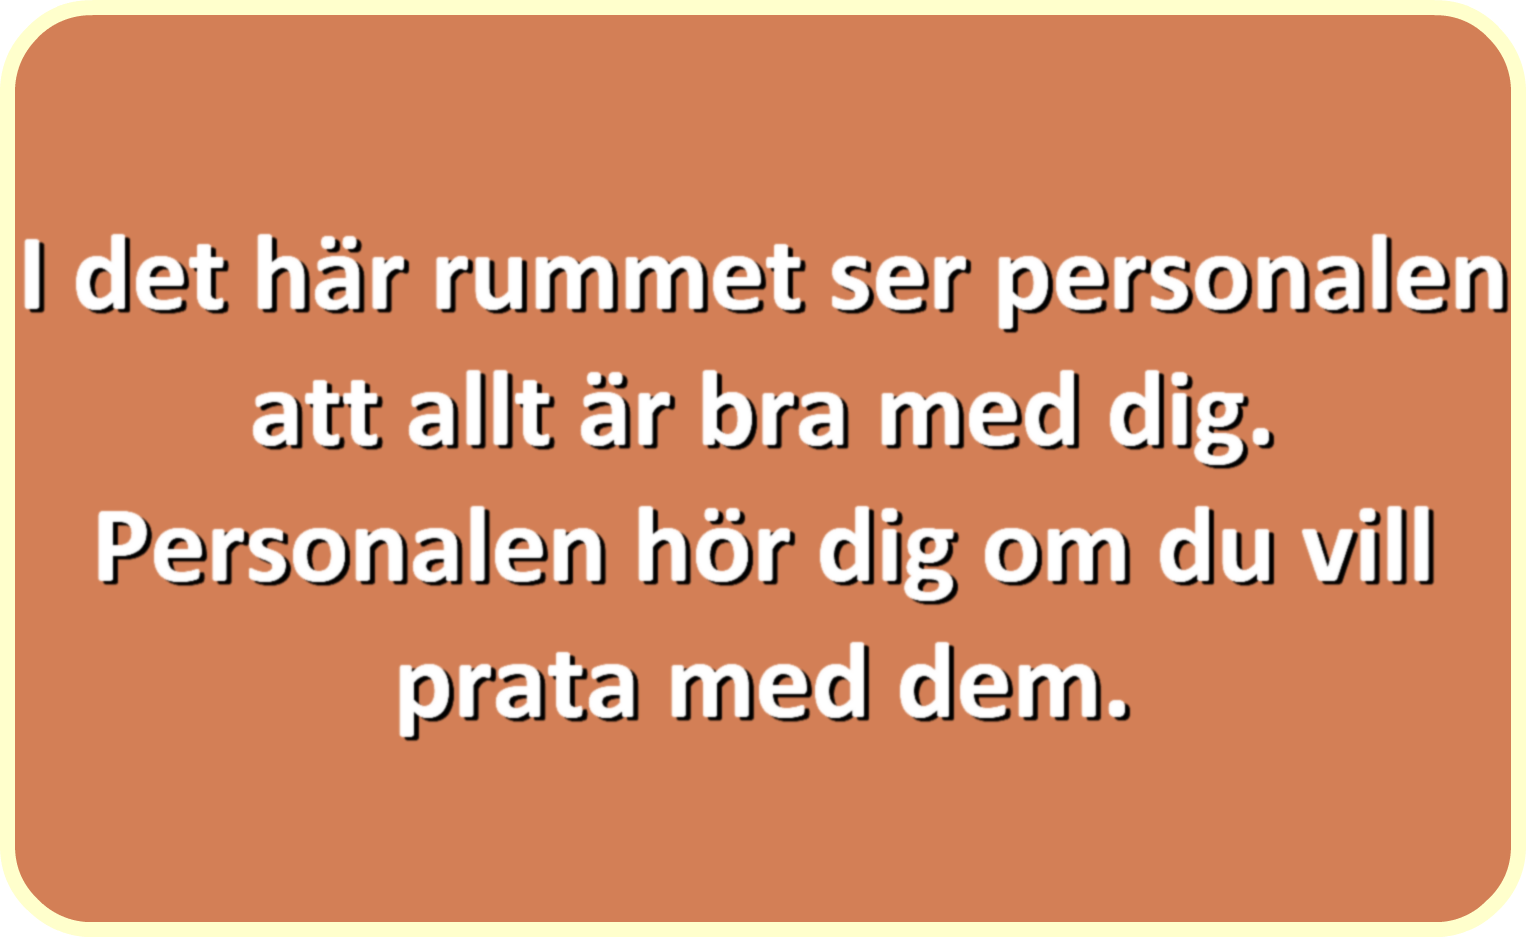 I det här rummet ser personalen
att allt är bra med dig.
Personalen hör dig om du vill
prata med dem.